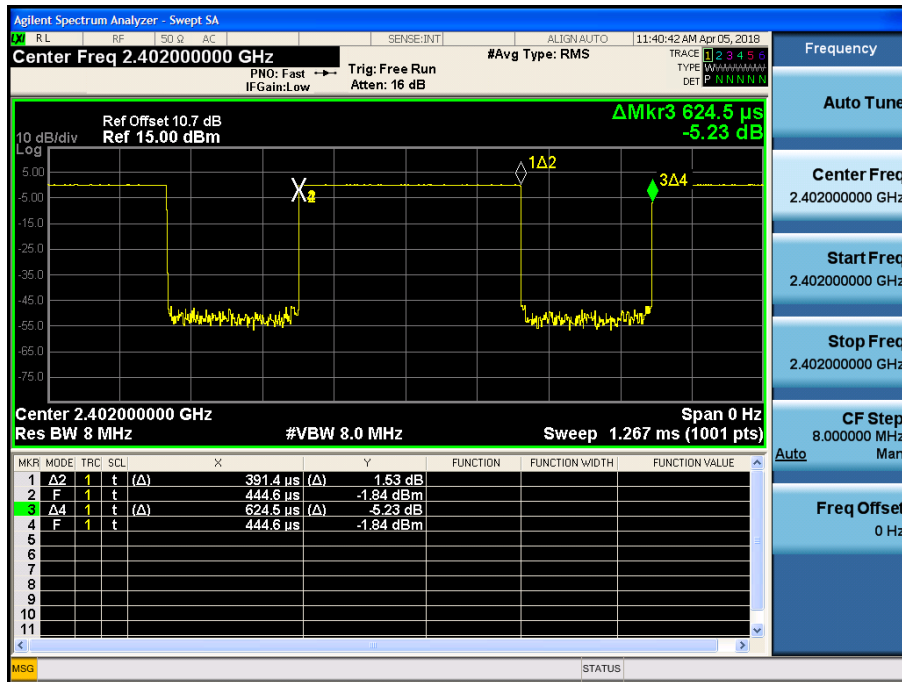 Agilent Spectrum Analyzer - Swept SA
LXI RL RF 50 Ω AC SENSE:INT ALIGN AUTO 11:40:42 AM Apr 05, 2018
Center Freq 2.402000000 GHz
PNO: Fast
IFGain:Low
Trig: Free Run
Atten: 16 dB
#Avg Type: RMS
TRACE 1 2 3 4 5 6
TYPE WWWWWW
DET P N N N N N
ΔMkr3 624.5 µs
-5.23 dB
10 dB/div
Log
Ref Offset 10.7 dB
Ref 15.00 dBm
5.00
-5.00
-15.0
-25.0
-35.0
-45.0
-55.0
-65.0
-75.0
1Δ2
3Δ4
Center 2.402000000 GHz Span 0 Hz
Res BW 8 MHz #VBW 8.0 MHz Sweep 1.267 ms (1001 pts)
MKR MODE TRC SCL X Y FUNCTION FUNCTION WIDTH FUNCTION VALUE
1 Δ2 1 t (Δ) 391.4 µs (Δ) 1.53 dB
2 F 1 t 444.6 µs -1.84 dBm
3 Δ4 1 t (Δ) 624.5 µs (Δ) -5.23 dB
4 F 1 t 444.6 µs -1.84 dBm
5
6
7
8
9
10
11
MSG STATUS
Frequency
Auto Tune
Center Freq
2.402000000 GHz
Start Freq
2.402000000 GHz
Stop Freq
2.402000000 GHz
CF Step
8.000000 MHz
Auto Man
Freq Offset
0 Hz